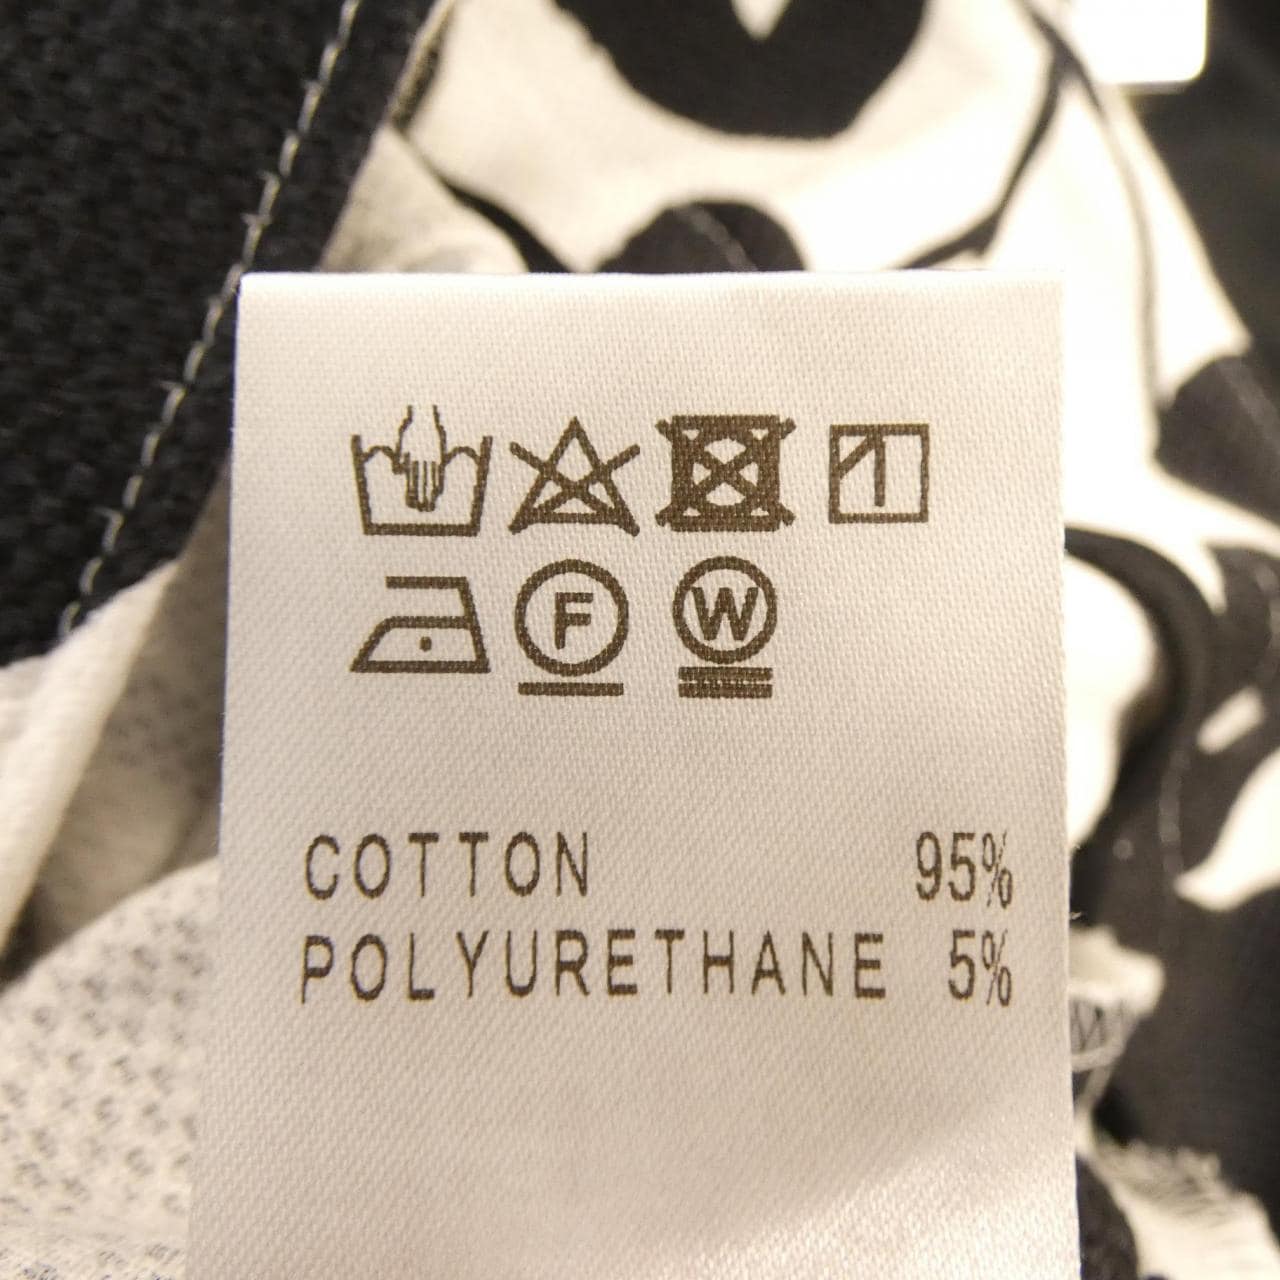 F W
COTTON 95%
POLYURETHANE 5%